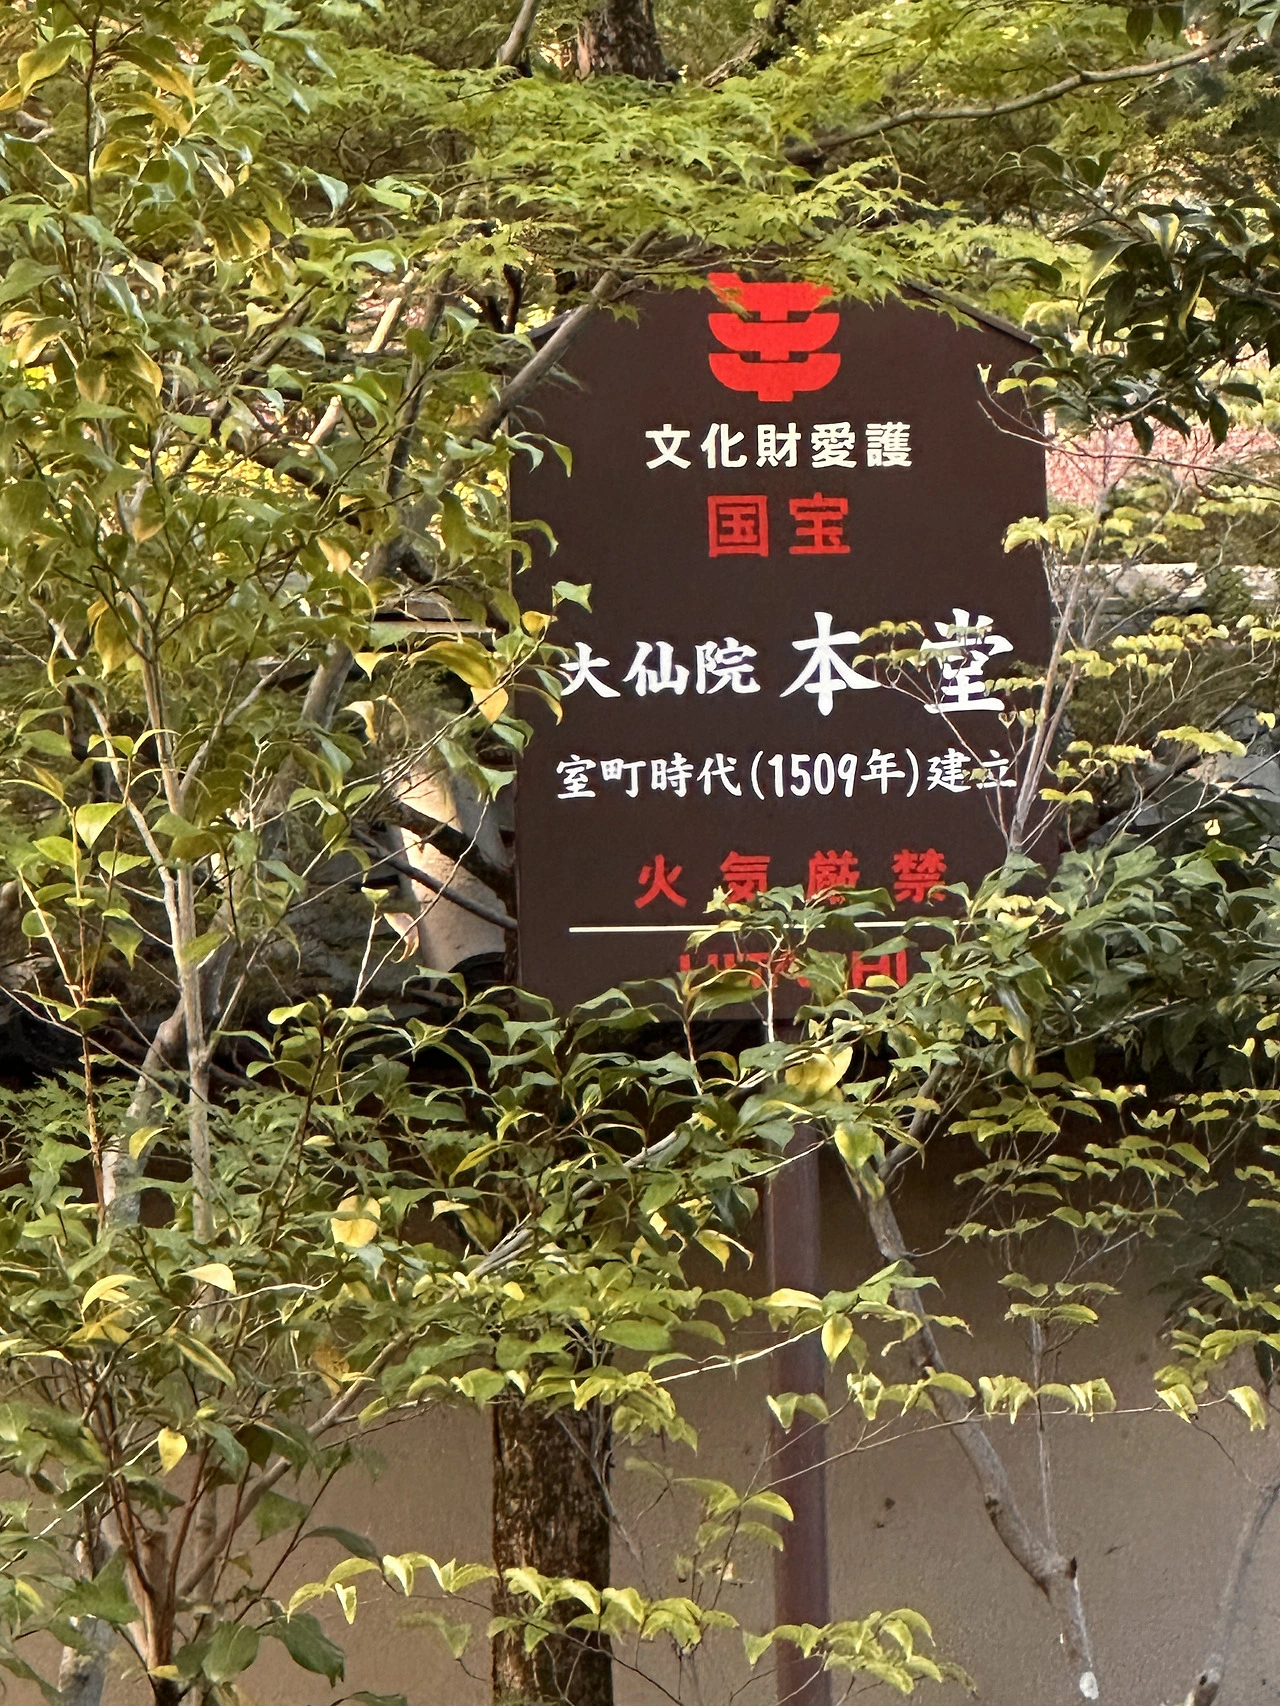 文化財愛護
国宝
大仙院 本堂
室町時代(1509年)建立
火気厳禁
HITACHI